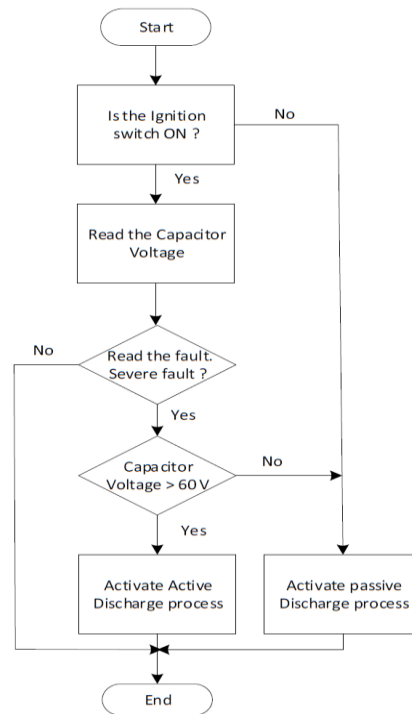 Start
Is the Ignition
switch ON ?
No
Yes
Read the Capacitor
Voltage
No
Read the fault.
Severe fault ?
Yes
Capacitor
Voltage > 60 V
No
Yes
Activate Active
Discharge process
Activate passive
Discharge process
End